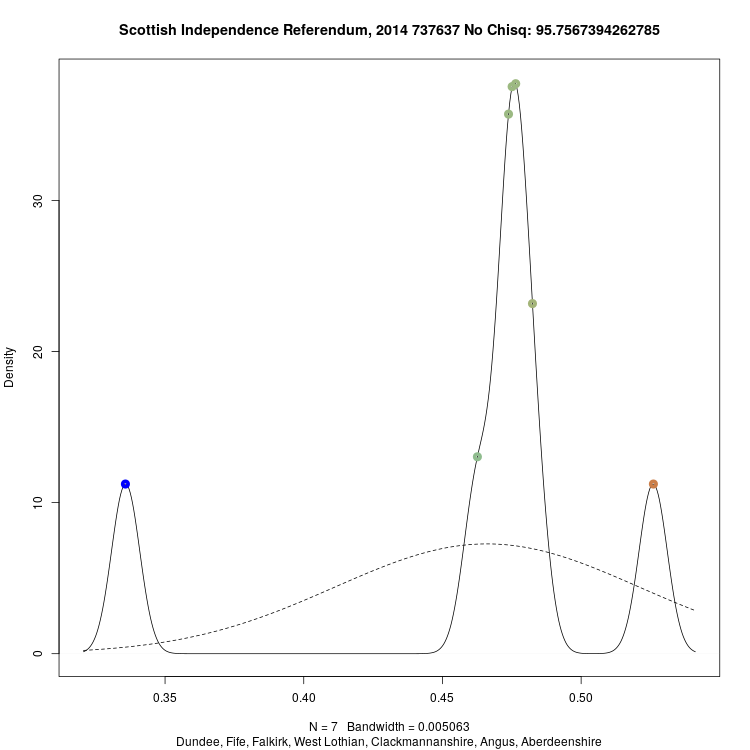 Scottish Independence Referendum, 2014 737637 No Chisq: 95.7567394262785
Density
30
20
10
0
0.35 0.40 0.45 0.50
N = 7 Bandwidth = 0.005063
Dundee, Fife, Falkirk, West Lothian, Clackmannanshire, Angus, Aberdeenshire